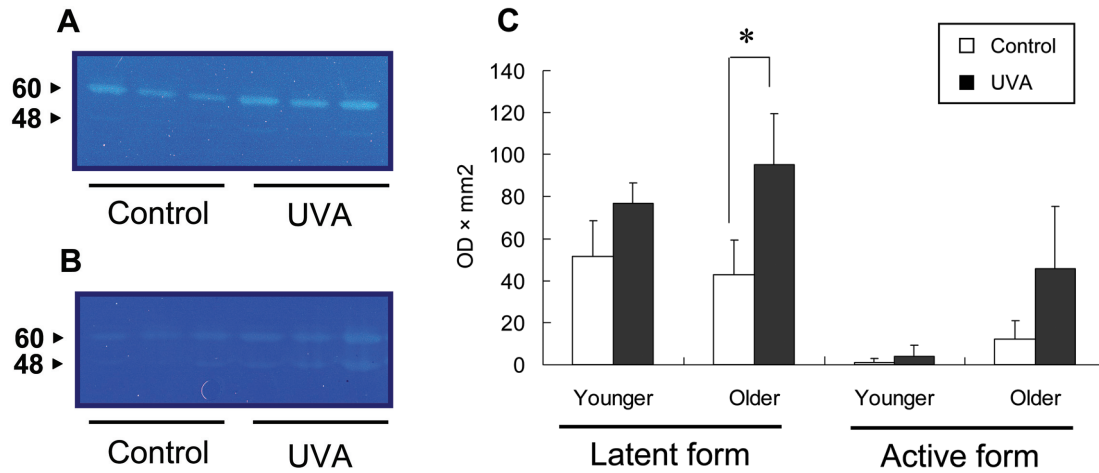 A
60
48
Control UVA
B
60
48
Control UVA
C
Control
UVA
*
140
120
100
80
60
40
20
0
OD × mm2
Younger Older Younger Older
Latent form Active form